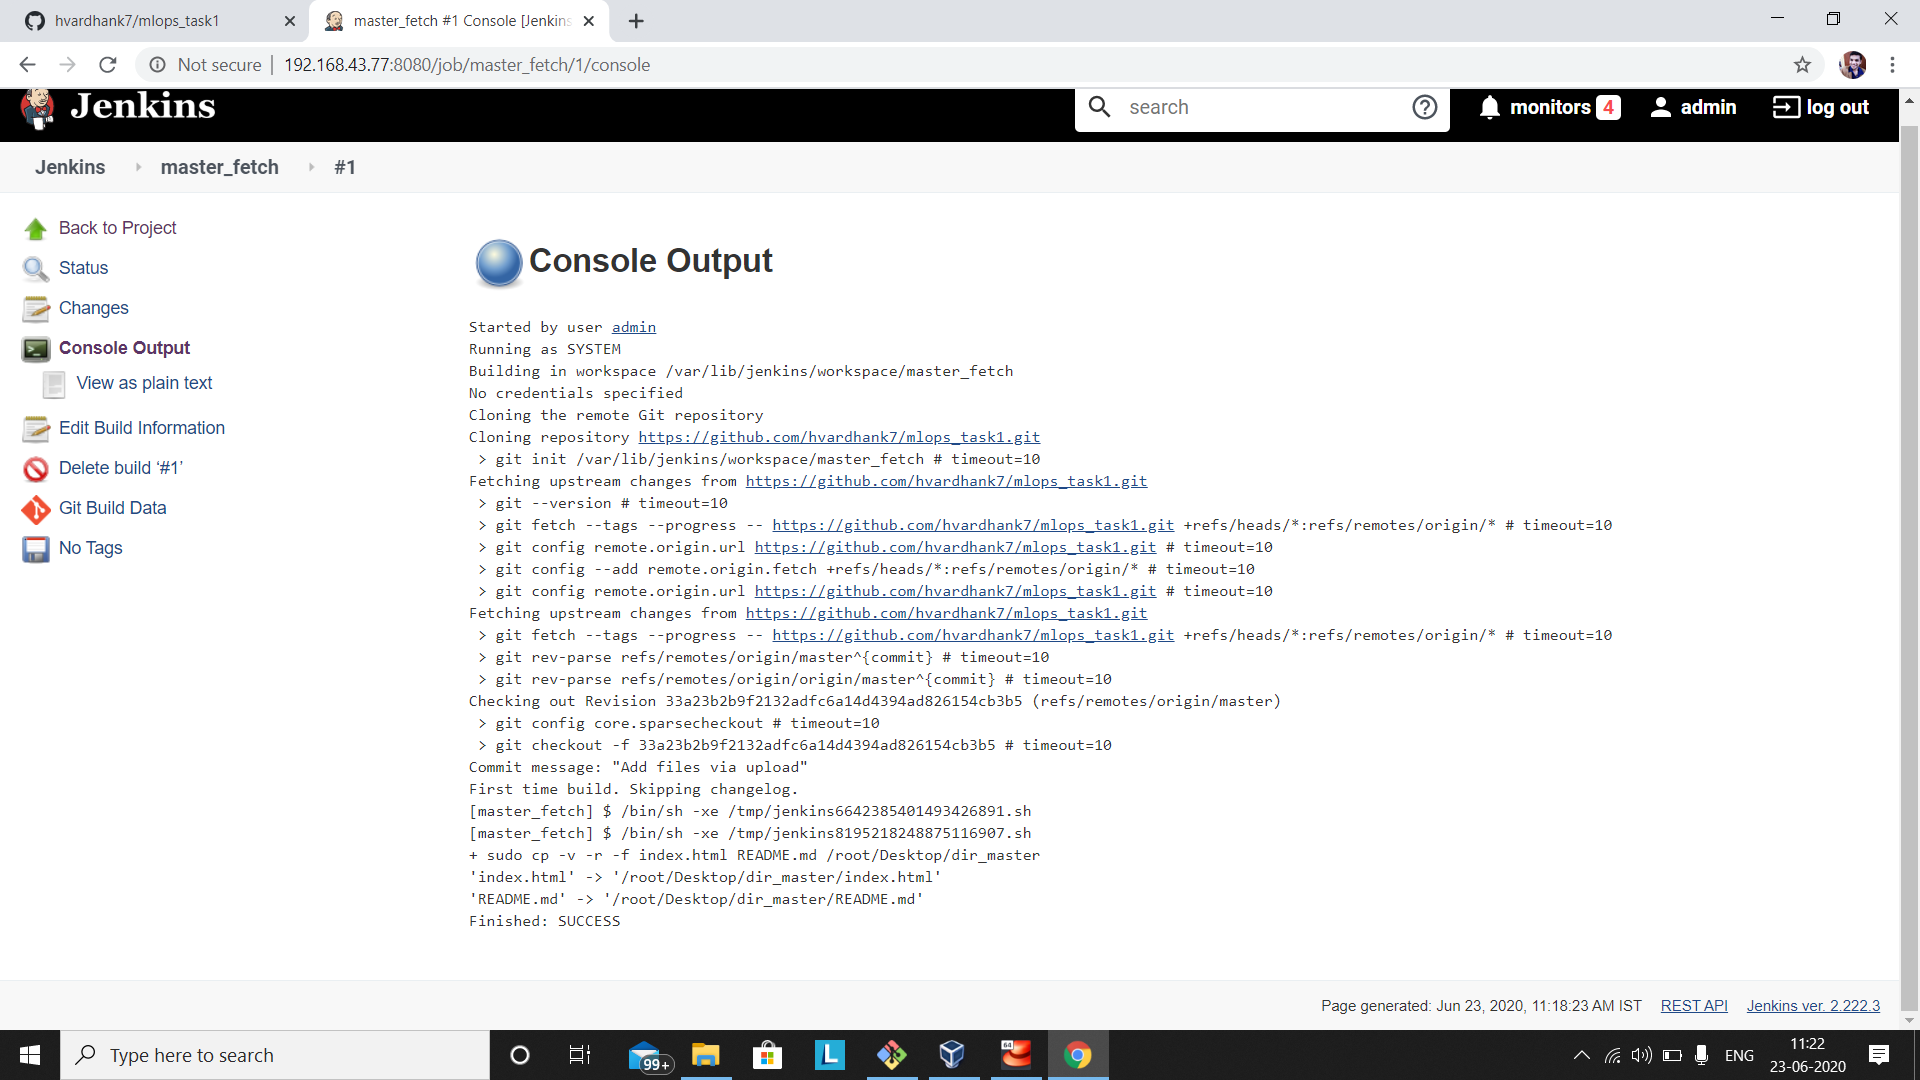 hvardhank7/mlops_task1
master_fetch #1 Console [Jenkins
Not secure | 192.168.43.77:8080/job/master_fetch/1/console
Jenkins
search
monitors 4
admin
log out
Jenkins
master_fetch
#1
Back to Project
Status
Changes
Console Output
View as plain text
Edit Build Information
Delete build ‘#1’
Git Build Data
No Tags
Console Output
Started by user admin
Running as SYSTEM
Building in workspace /var/lib/jenkins/workspace/master_fetch
No credentials specified
Cloning the remote Git repository
Cloning repository https://github.com/hvardhank7/mlops_task1.git
> git init /var/lib/jenkins/workspace/master_fetch # timeout=10
Fetching upstream changes from https://github.com/hvardhank7/mlops_task1.git
> git --version # timeout=10
> git fetch --tags --progress -- https://github.com/hvardhank7/mlops_task1.git +refs/heads/*:refs/remotes/origin/* # timeout=10
> git config remote.origin.url https://github.com/hvardhank7/mlops_task1.git # timeout=10
> git config --add remote.origin.fetch +refs/heads/*:refs/remotes/origin/* # timeout=10
> git config remote.origin.url https://github.com/hvardhank7/mlops_task1.git # timeout=10
Fetching upstream changes from https://github.com/hvardhank7/mlops_task1.git
> git fetch --tags --progress -- https://github.com/hvardhank7/mlops_task1.git +refs/heads/*:refs/remotes/origin/* # timeout=10
> git rev-parse refs/remotes/origin/master^{commit} # timeout=10
> git rev-parse refs/remotes/origin/origin/master^{commit} # timeout=10
Checking out Revision 33a23b2b9f2132adfc6a14d4394ad826154cb3b5 (refs/remotes/origin/master)
> git config core.sparsecheckout # timeout=10
> git checkout -f 33a23b2b9f2132adfc6a14d4394ad826154cb3b5 # timeout=10
Commit message: "Add files via upload"
First time build. Skipping changelog.
[master_fetch] $ /bin/sh -xe /tmp/jenkins6642385401493426891.sh
[master_fetch] $ /bin/sh -xe /tmp/jenkins8195218248875116907.sh
+ sudo cp -v -r -f index.html README.md /root/Desktop/dir_master
'index.html' -> '/root/Desktop/dir_master/index.html'
'README.md' -> '/root/Desktop/dir_master/README.md'
Finished: SUCCESS
Page generated: Jun 23, 2020, 11:18:23 AM IST
REST API
Jenkins ver. 2.222.3
Type here to search
99+
L
64
ENG
11:22
23-06-2020